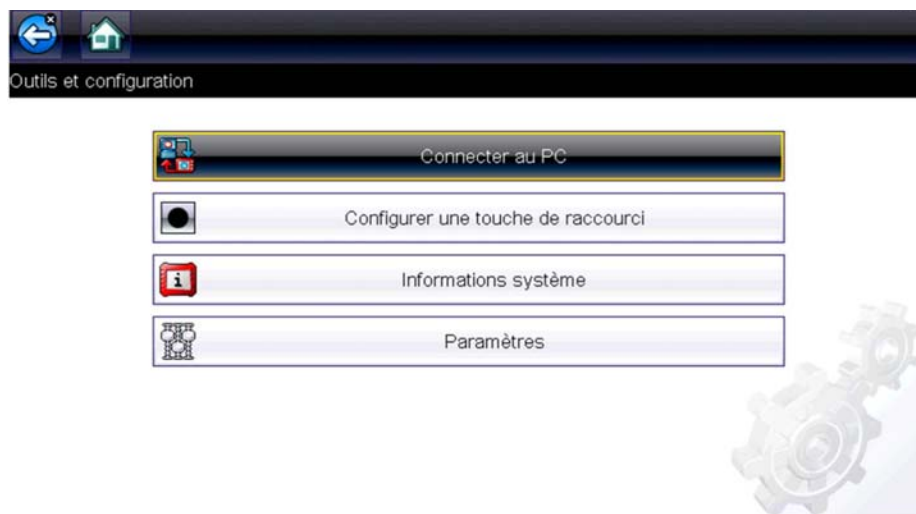 Outils et configuration
Connecter au PC
Configurer une touche de raccourci
i
Informations système
Paramètres